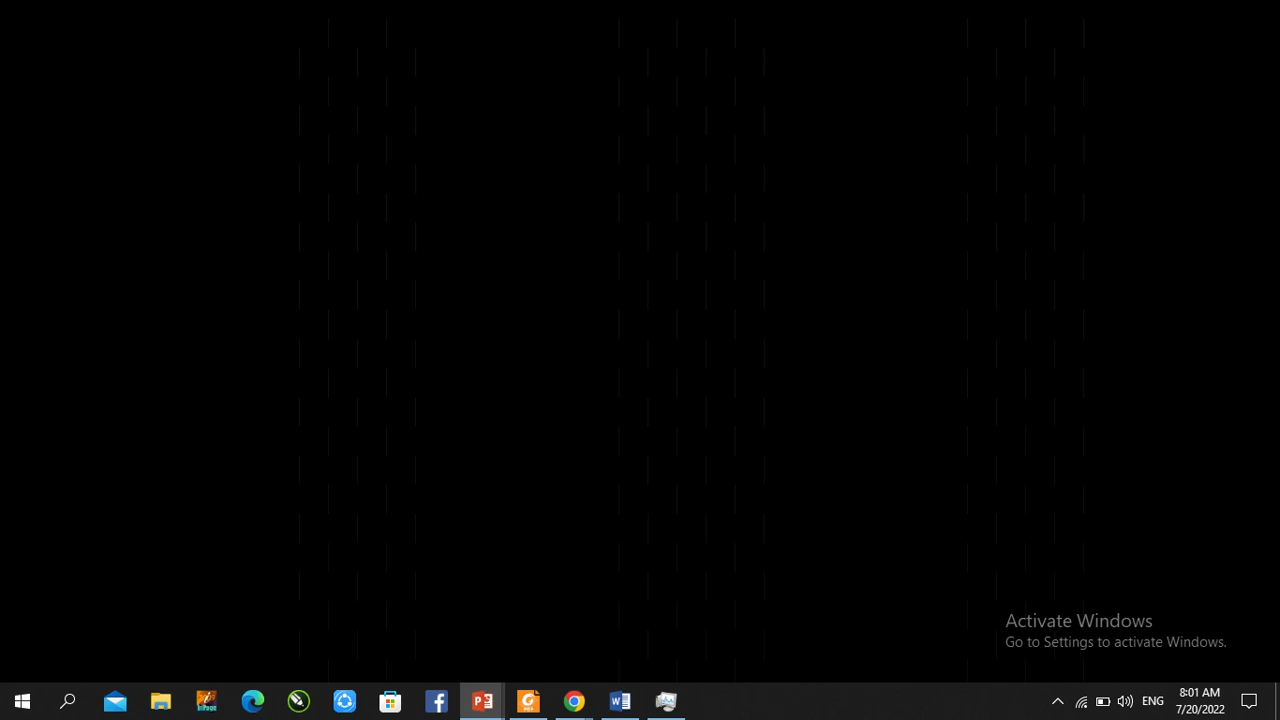 Activate Windows
Go to Settings to activate Windows.
ENG
8:01 AM
7/20/2022